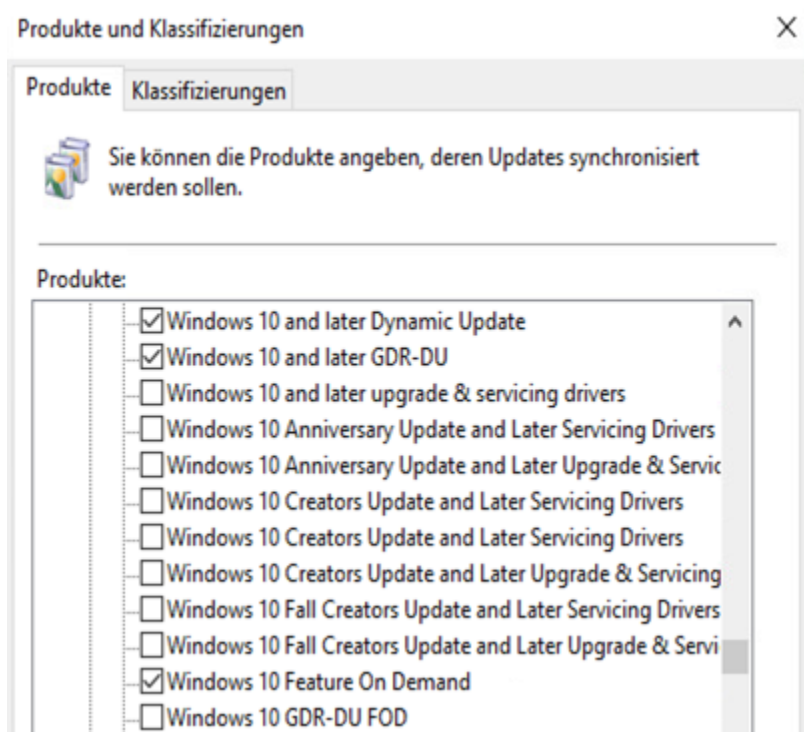 Produkte und Klassifizierungen
Produkte
Klassifizierungen
Sie können die Produkte angeben, deren Updates synchronisiert
werden sollen.
Produkte:
Windows 10 and later Dynamic Update
Windows 10 and later GDR-DU
Windows 10 and later upgrade & servicing drivers
Windows 10 Anniversary Update and Later Servicing Drivers
Windows 10 Anniversary Update and Later Upgrade & Servic
Windows 10 Creators Update and Later Servicing Drivers
Windows 10 Creators Update and Later Servicing Drivers
Windows 10 Creators Update and Later Upgrade & Servicing
Windows 10 Fall Creators Update and Later Servicing Drivers
Windows 10 Fall Creators Update and Later Upgrade & Servi
Windows 10 Feature On Demand
Windows 10 GDR-DU FOD